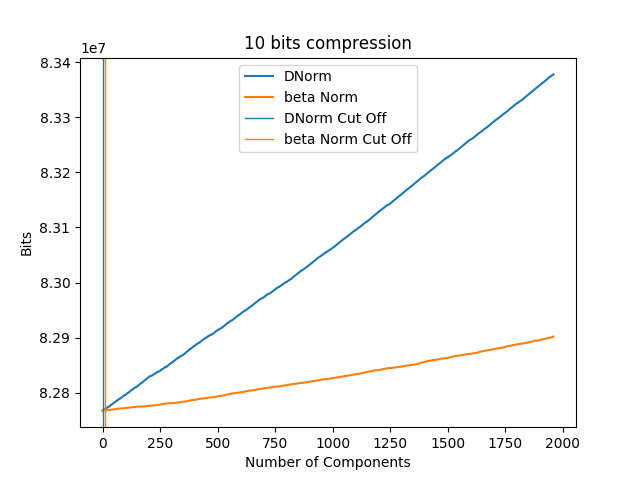 10 bits compression
1e7
8.34
8.33
8.32
8.31
8.30
8.29
8.28
Bits
DNorm
beta Norm
DNorm Cut Off
beta Norm Cut Off
0 250 500 750 1000 1250 1500 1750 2000
Number of Components